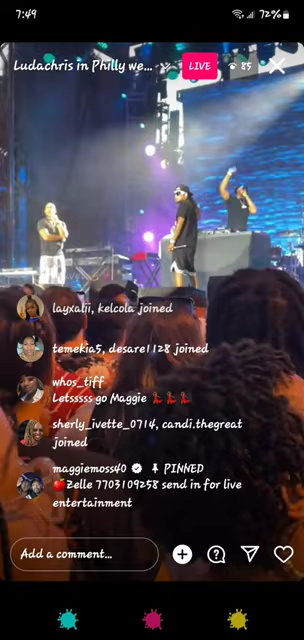 7:49
72%
Ludachris in Philly we...
LIVE
85
layxalii, kelcola joined
temekia5, desare1128 joined
whos_tiff
Letsssss go Maggie 💃💃💃
sherly_ivette_0714, candi.thegreat
joined
maggiemoss40 PINNED
❤️Zelle 7703109258 send in for live
entertainment
Add a comment...